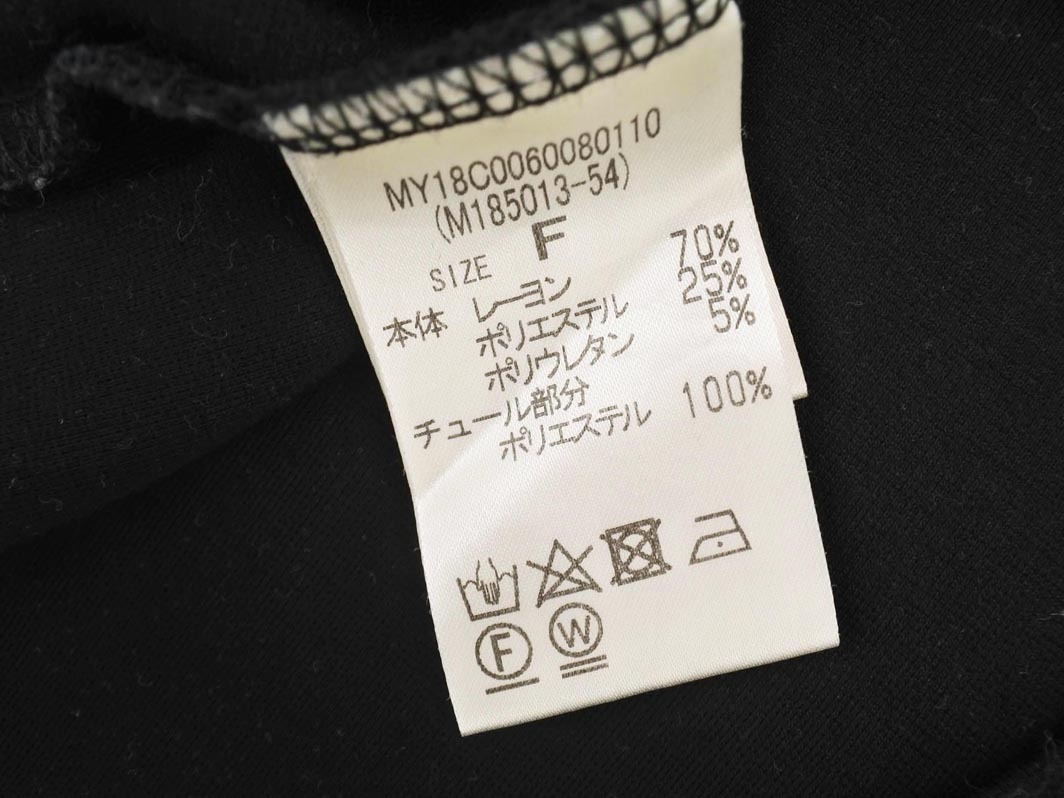 MY18C0060080110
(M185013-54)
SIZE F
本体 レーヨン 70%
ポリエステル 25%
ポリウレタン 5%
チュール部分
ポリエステル 100%
F W